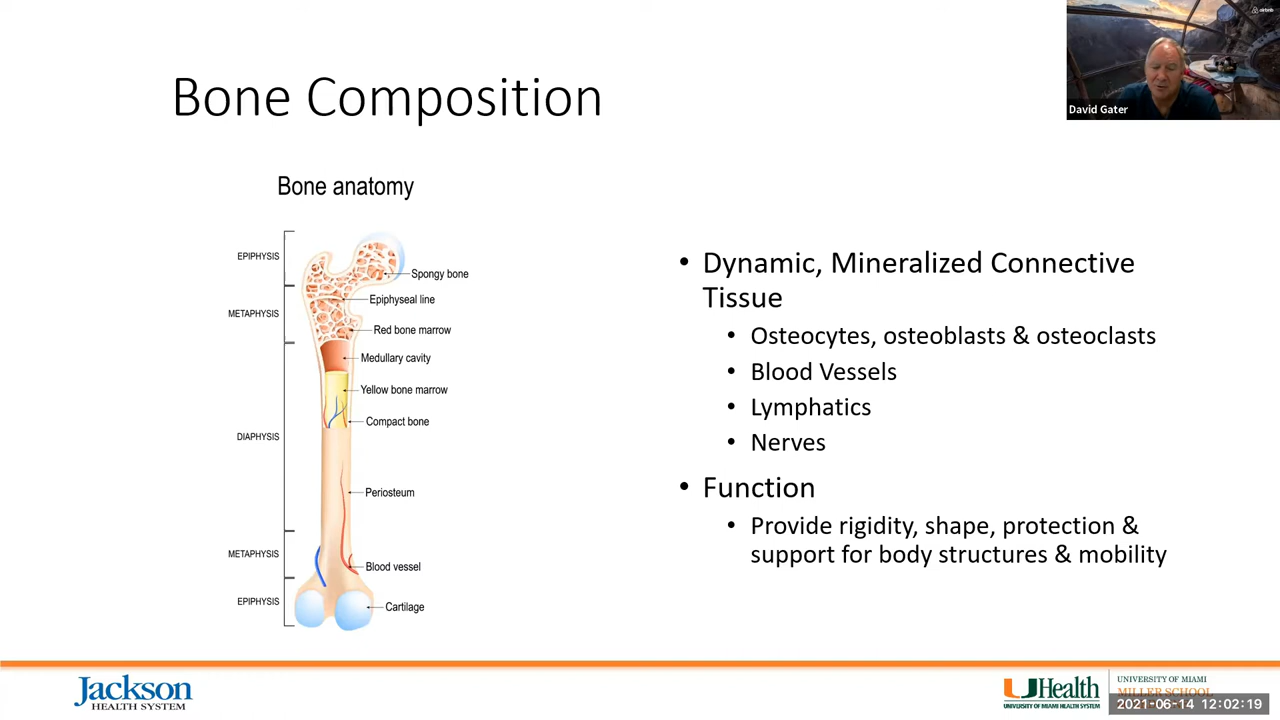 airbnb
David Gater
Bone Composition
Bone anatomy
EPIPHYSIS
METAPHYSIS
DIAPHYSIS
METAPHYSIS
EPIPHYSIS
Spongy bone
Epiphyseal line
Red bone marrow
Medullary cavity
Yellow bone marrow
Compact bone
Periosteum
Blood vessel
Cartilage
• Dynamic, Mineralized Connective
Tissue
• Osteocytes, osteoblasts & osteoclasts
• Blood Vessels
• Lymphatics
• Nerves
• Function
• Provide rigidity, shape, protection &
support for body structures & mobility
Jackson
HEALTH SYSTEM
UHealth
UNIVERSITY OF MIAMI HEALTH SYSTEM
UNIVERSITY OF MIAMI
MILLER SCHOOL
2021-06-14 12:02:19